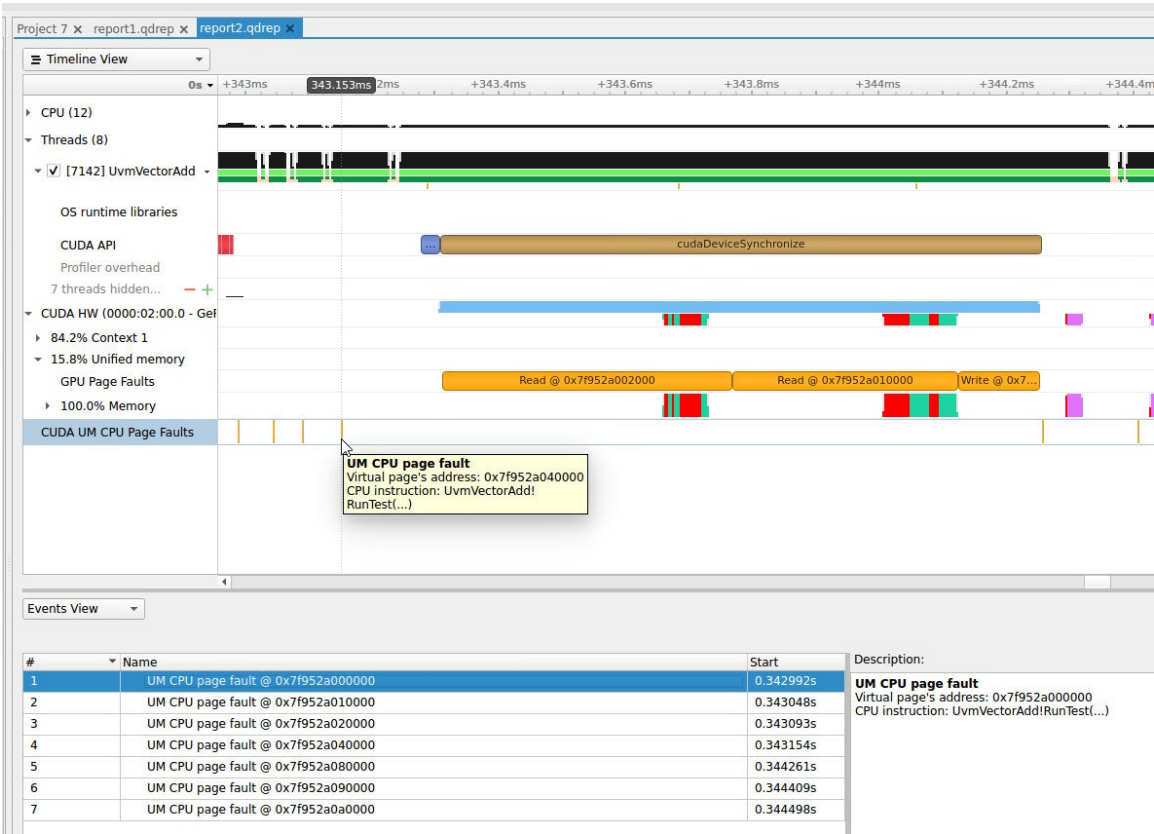 Project 7 × report1.qdrep × report2.qdrep ×
Timeline View
0s +343ms 343.153ms 2ms +343.4ms +343.6ms +343.8ms +344ms +344.2ms +344.4m
CPU (12)
Threads (8)
[7142] UvmVectorAdd
OS runtime libraries
CUDA API ... cudaDeviceSynchronize
Profiler overhead
7 threads hidden... − +
CUDA HW (0000:02:00.0 - GeF
84.2% Context 1
15.8% Unified memory
GPU Page Faults Read @ 0x7f952a002000 Read @ 0x7f952a010000 Write @ 0x7...
100.0% Memory
CUDA UM CPU Page Faults
UM CPU page fault
Virtual page's address: 0x7f952a040000
CPU instruction: UvmVectorAdd!
RunTest(...)
Events View
# Name Start Description:
1 UM CPU page fault @ 0x7f952a000000 0.342992s
2 UM CPU page fault @ 0x7f952a010000 0.343048s
3 UM CPU page fault @ 0x7f952a020000 0.343093s
4 UM CPU page fault @ 0x7f952a040000 0.343154s
5 UM CPU page fault @ 0x7f952a080000 0.344261s
6 UM CPU page fault @ 0x7f952a090000 0.344409s
7 UM CPU page fault @ 0x7f952a0a0000 0.344498s
UM CPU page fault
Virtual page's address: 0x7f952a000000
CPU instruction: UvmVectorAdd!RunTest(...)